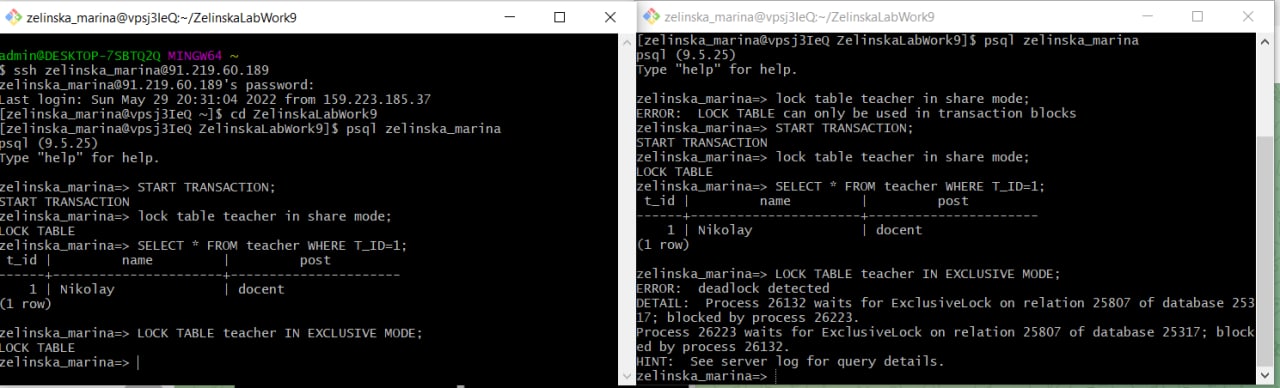 zelinska_marina@vpsj3IeQ:~/ZelinskaLabWork9
admin@DESKTOP-7SBTQ2Q MINGW64 ~
$ ssh zelinska_marina@91.219.60.189
zelinska_marina@91.219.60.189's password:
Last login: Sun May 29 20:31:04 2022 from 159.223.185.37
[zelinska_marina@vpsj3IeQ ~]$ cd ZelinskaLabWork9
[zelinska_marina@vpsj3IeQ ZelinskaLabWork9]$ psql zelinska_marina
psql (9.5.25)
Type "help" for help.
zelinska_marina=> START TRANSACTION;
START TRANSACTION
zelinska_marina=> lock table teacher in share mode;
LOCK TABLE
zelinska_marina=> SELECT * FROM teacher WHERE T_ID=1;
t_id | name | post
------+----------------------+----------------------
1 | Nikolay | docent
(1 row)
zelinska_marina=> LOCK TABLE teacher IN EXCLUSIVE MODE;
LOCK TABLE
zelinska_marina=>
zelinska_marina@vpsj3IeQ:~/ZelinskaLabWork9
[zelinska_marina@vpsj3IeQ ZelinskaLabWork9]$ psql zelinska_marina
psql (9.5.25)
Type "help" for help.
zelinska_marina=> lock table teacher in share mode;
ERROR:  LOCK TABLE can only be used in transaction blocks
zelinska_marina=> START TRANSACTION;
START TRANSACTION
zelinska_marina=> lock table teacher in share mode;
LOCK TABLE
zelinska_marina=> SELECT * FROM teacher WHERE T_ID=1;
t_id | name | post
------+----------------------+----------------------
1 | Nikolay | docent
(1 row)
zelinska_marina=> LOCK TABLE teacher IN EXCLUSIVE MODE;
ERROR:  deadlock detected
DETAIL:  Process 26132 waits for ExclusiveLock on relation 25807 of database 253
17; blocked by process 26223.
Process 26223 waits for ExclusiveLock on relation 25807 of database 25317; block
ed by process 26132.
HINT:  See server log for query details.
zelinska_marina=>